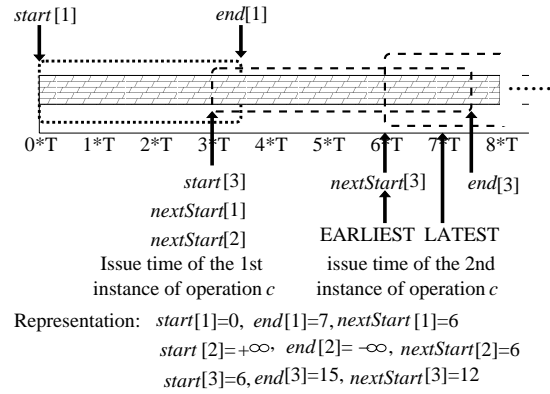 start[1] end[1]
0*T 1*T 2*T 3*T 4*T 5*T 6*T 7*T 8*T
start[3] nextStart[3] end[3]
nextStart[1]
nextStart[2] EARLIEST LATEST
Issue time of the 1st issue time of the 2nd
instance of operation c instance of operation c
Representation: start[1]=0, end[1]=7, nextStart[1]=6
start[2]=+∞, end[2]= -∞, nextStart[2]=6
start[3]=6, end[3]=15, nextStart[3]=12